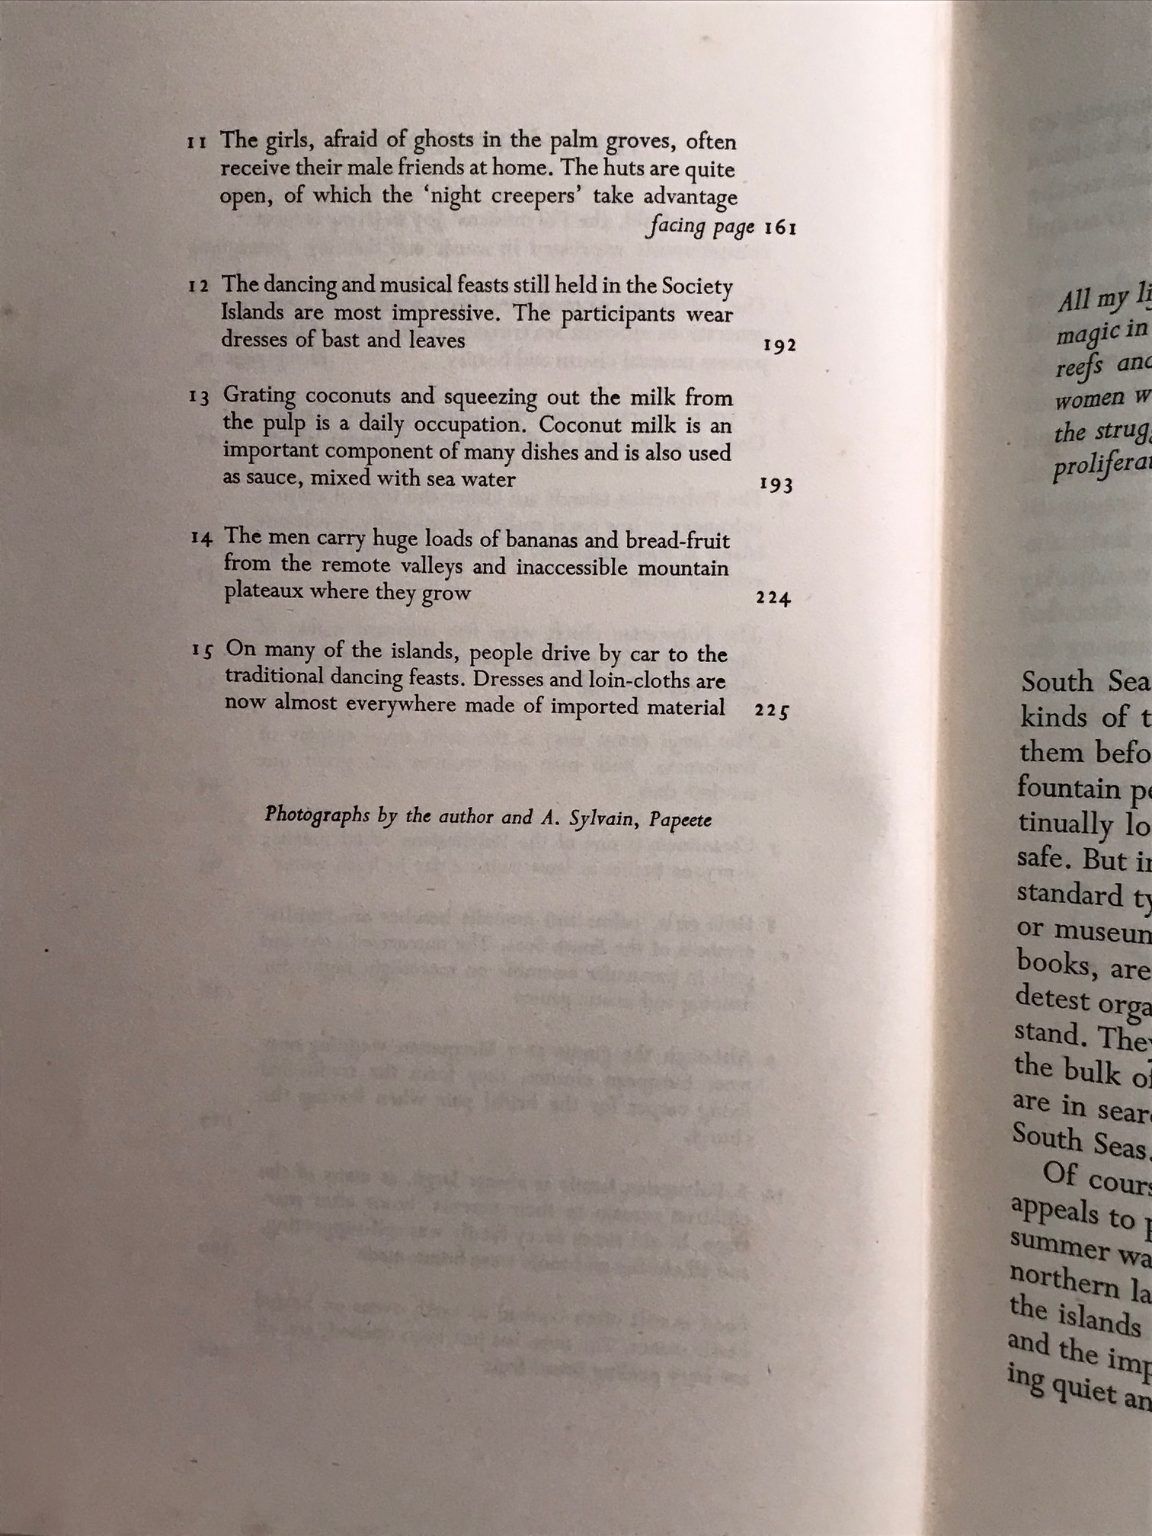 11 The girls, afraid of ghosts in the palm groves, often
receive their male friends at home. The huts are quite
open, of which the ‘night creepers’ take advantage
facing page 161
12 The dancing and musical feasts still held in the Society
Islands are most impressive. The participants wear
dresses of bast and leaves 192
13 Grating coconuts and squeezing out the milk from
the pulp is a daily occupation. Coconut milk is an
important component of many dishes and is also used
as sauce, mixed with sea water 193
14 The men carry huge loads of bananas and bread-fruit
from the remote valleys and inaccessible mountain
plateaux where they grow 224
15 On many of the islands, people drive by car to the
traditional dancing feasts. Dresses and loin-cloths are
now almost everywhere made of imported material 225
Photographs by the author and A. Sylvain, Papeete
All my
magic in
reefs
women
the
South
kinds of
them
fountain
safe. But
standard
or
books, are
detest
stand.
the bulk
are in
South Seas.
Of
appeals to
summer
northern
the islands
and the
ing quiet